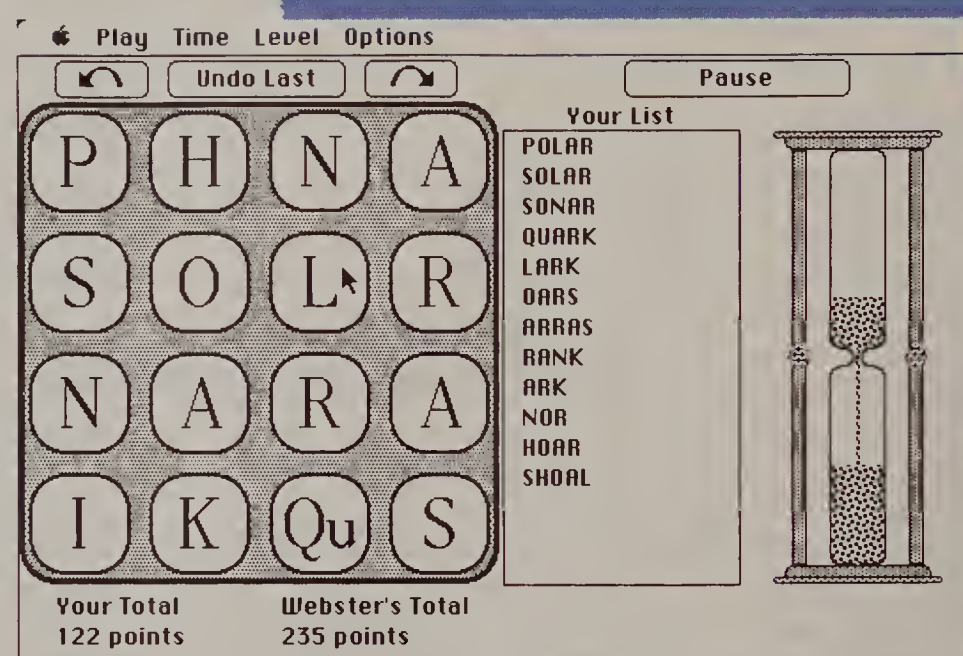 Play Time Level Options
Undo Last Pause
Your List
P H N A
S O L R
N A R A
I K Qu S
POLAR
SOLAR
SONAR
QUARK
LARK
OARS
ARRAS
RANK
ARK
NOR
HOAR
SHOAL
Your Total Webster's Total
122 points 235 points